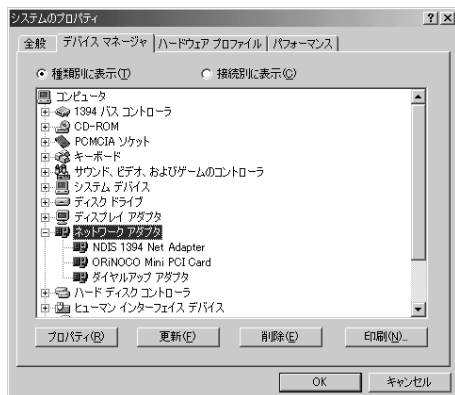 システムのプロパティ
全般 デバイス マネージャ ハードウェア プロファイル パフォーマンス
種類別に表示(T) 接続別に表示(C)
コンピュータ
1394 バス コントローラ
CD-ROM
PCMCIA ソケット
キーボード
サウンド、ビデオ、およびゲームのコントローラ
システム デバイス
ディスク ドライブ
ディスプレイ アダプタ
ネットワーク アダプタ
NDIS 1394 Net Adapter
ORiNOCO Mini PCI Card
ダイヤルアップ アダプタ
ハード ディスク コントローラ
ヒューマン インターフェイス デバイス
プロパティ(R) 更新(F) 削除(E) 印刷(N)...
OK キャンセル